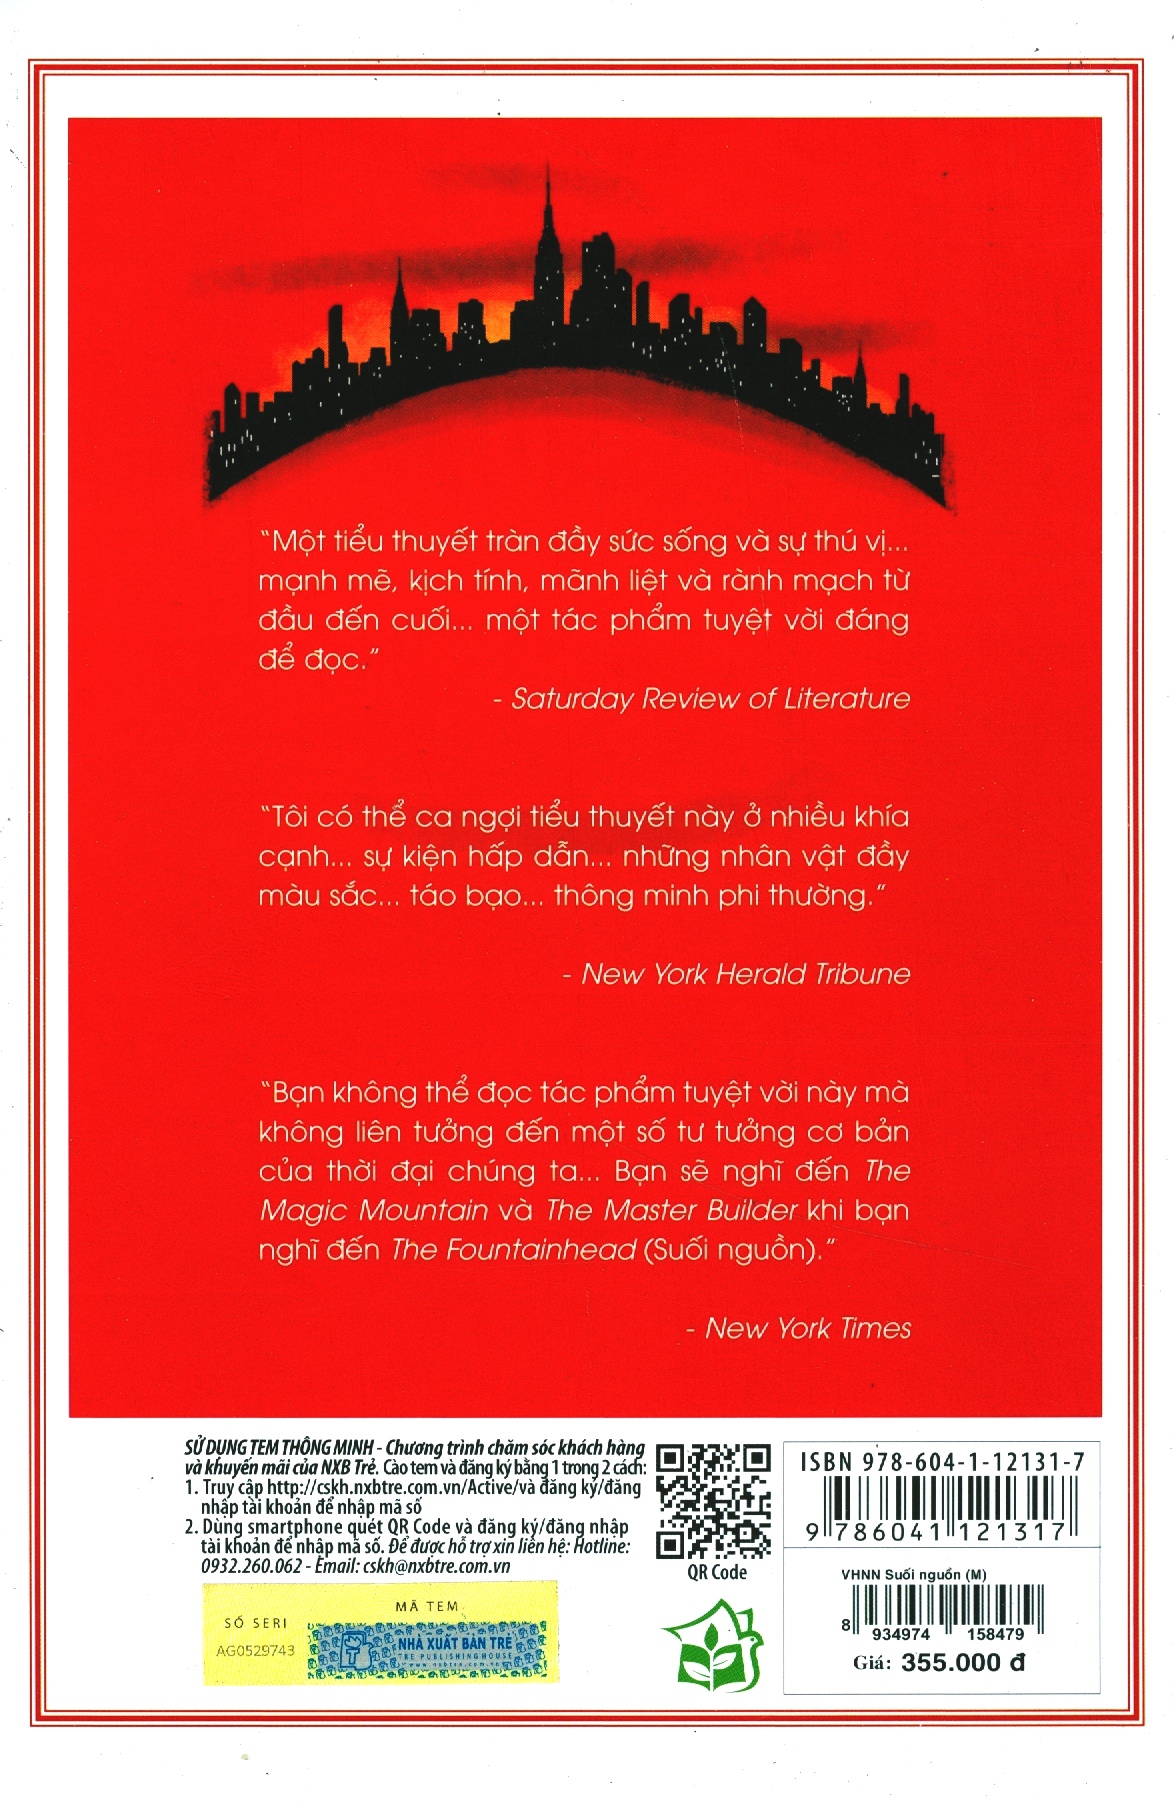 “Một tiểu thuyết tràn đầy sức sống và sự thú vị...
mạnh mẽ, kịch tính, mãnh liệt và rành mạch từ
đầu đến cuối... một tác phẩm tuyệt vời đáng
để đọc.”
- Saturday Review of Literature
“Tôi có thể ca ngợi tiểu thuyết này ở nhiều khía
cạnh... sự kiện hấp dẫn... những nhân vật đầy
màu sắc... táo bạo... thông minh phi thường.”
- New York Herald Tribune
“Bạn không thể đọc tác phẩm tuyệt vời này mà
không liên tưởng đến một số tư tưởng cơ bản
của thời đại chúng ta... Bạn sẽ nghĩ đến The
Magic Mountain và The Master Builder khi bạn
nghĩ đến The Fountainhead (Suối nguồn).”
- New York Times
SỬ DỤNG TEM THÔNG MINH - Chương trình chăm sóc khách hàng
và khuyến mãi của NXB Trẻ. Cào tem và đăng ký bằng 1 trong 2 cách:
1. Truy cập http://cskh.nxbtre.com.vn/Active/và đăng ký/đăng
nhập tài khoản để nhập mã số
2. Dùng smartphone quét QR Code và đăng ký/đăng nhập
tài khoản để nhập mã số. Để được hỗ trợ xin liên hệ: Hotline:
0932.260.062 - Email: cskh@nxbtre.com.vn
QR Code
SỐ SERI
AG0529743
MÃ TEM
NHÀ XUẤT BẢN TRẺ
TRE PUBLISHING HOUSE
www.nxbtre.com.vn
ISBN 978-604-1-12131-7
9 786041 121317
VHNN Suối nguồn (M)
8 934974 158479
Giá: 355.000 đ